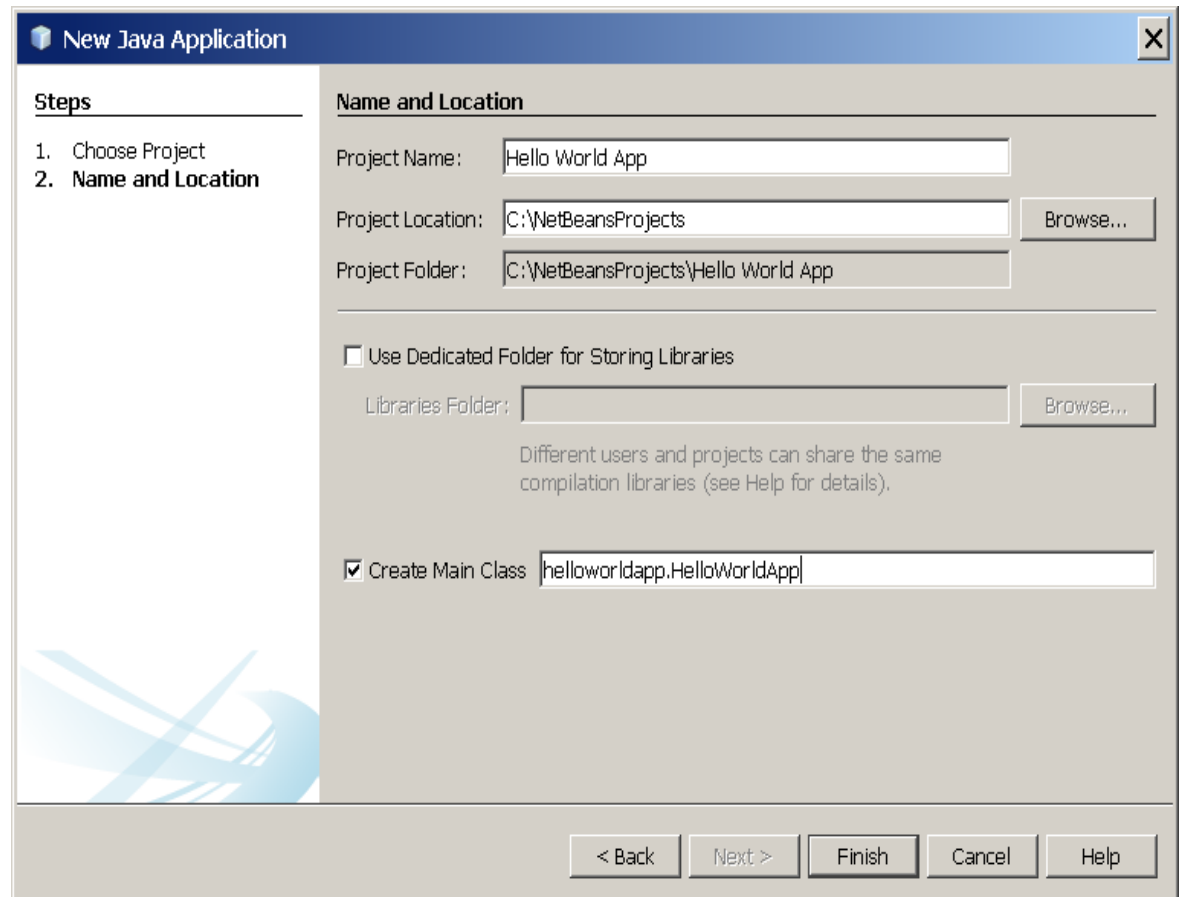 New Java Application
Steps
1. Choose Project
2. Name and Location
Name and Location
Project Name: Hello World App
Project Location: C:\NetBeansProjects Browse...
Project Folder: C:\NetBeansProjects\Hello World App
Use Dedicated Folder for Storing Libraries
Libraries Folder: Browse...
Different users and projects can share the same
compilation libraries (see Help for details).
Create Main Class helloworldapp.HelloWorldApp
< Back Next > Finish Cancel Help